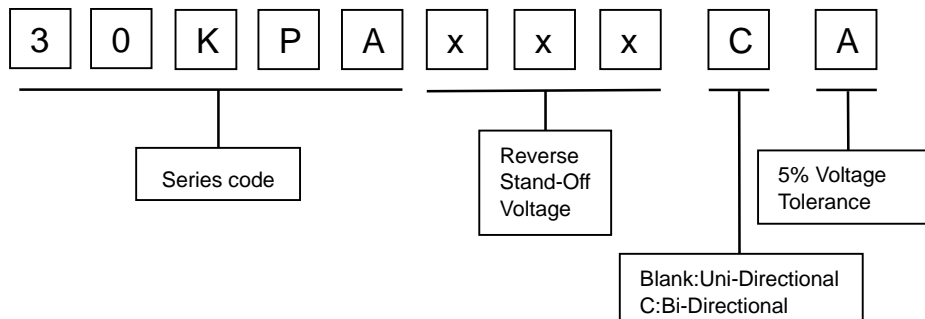 3 0 K P A x x x C A
Series code
Reverse
Stand-Off
Voltage
5% Voltage
Tolerance
Blank:Uni-Directional
C:Bi-Directional